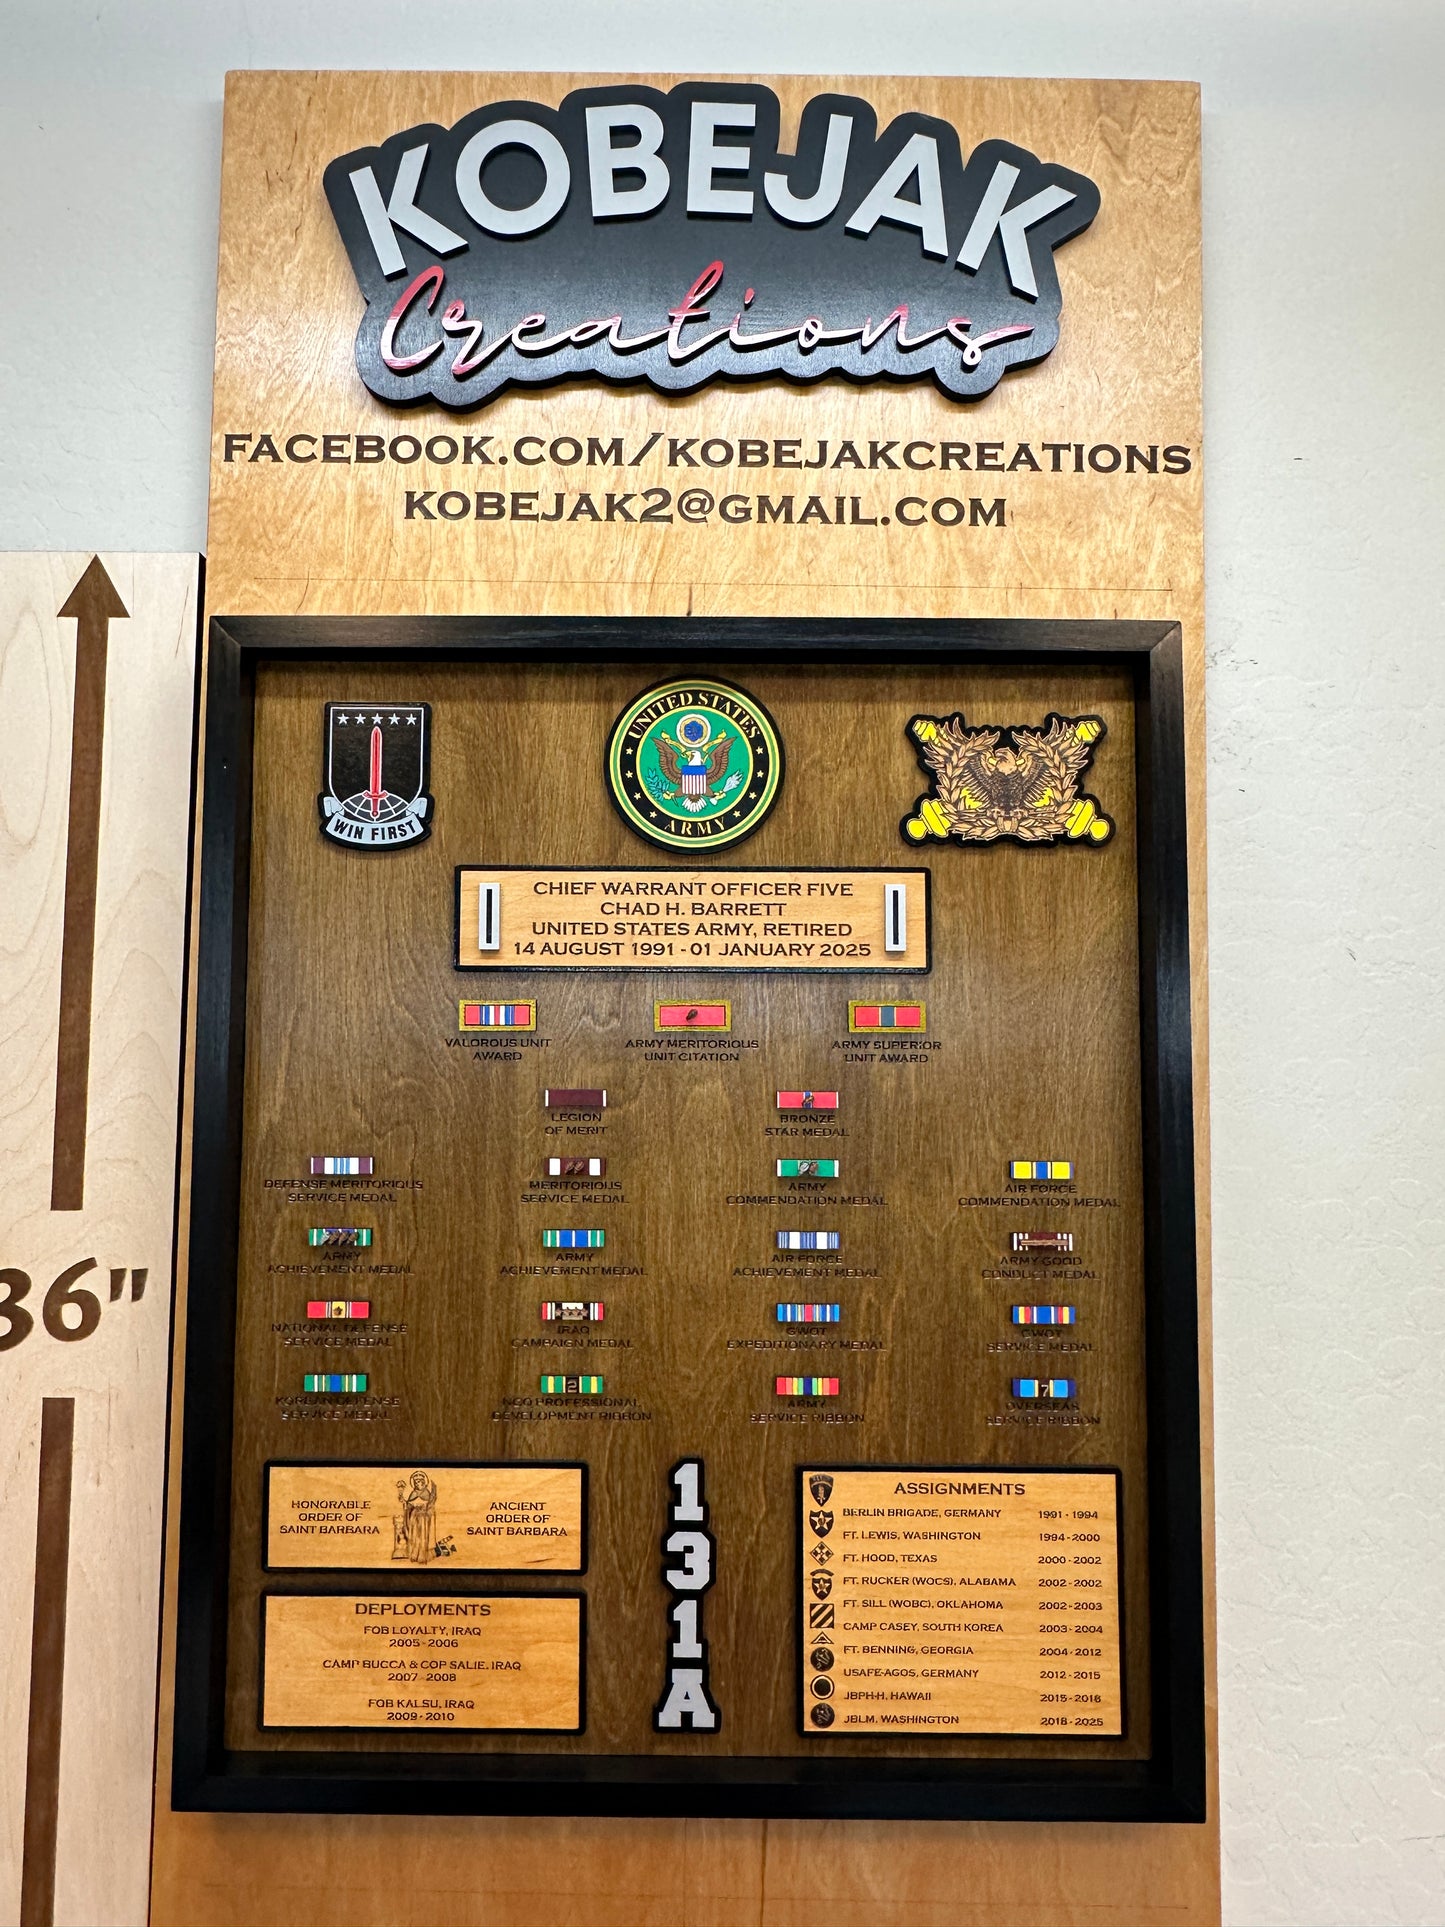 KOBEJAK
Creations
FACEBOOK.COM/KOBEJAKCREATIONS
KOBEJAK2@GMAIL.COM
36"
WIN FIRST
UNITED STATES
ARMY
CHIEF WARRANT OFFICER FIVE
CHAD H. BARRETT
UNITED STATES ARMY, RETIRED
14 AUGUST 1991 - 01 JANUARY 2025
VALOROUS UNIT
AWARD
ARMY MERITORIOUS
UNIT CITATION
ARMY SUPERIOR
UNIT AWARD
LEGION
OF MERIT
BRONZE
STAR MEDAL
DEFENSE MERITORIOUS
SERVICE MEDAL
MERITORIOUS
SERVICE MEDAL
ARMY
COMMENDATION MEDAL
AIR FORCE
COMMENDATION MEDAL
ARMY
ACHIEVEMENT MEDAL
ARMY
ACHIEVEMENT MEDAL
AIR FORCE
ACHIEVEMENT MEDAL
ARMY GOOD
CONDUCT MEDAL
NATIONAL DEFENSE
SERVICE MEDAL
IRAQ
CAMPAIGN MEDAL
GWOT
EXPEDITIONARY MEDAL
GWOT
SERVICE MEDAL
KOREAN DEFENSE
SERVICE MEDAL
2
NCO PROFESSIONAL
DEVELOPMENT RIBBON
ARMY
SERVICE RIBBON
7
OVERSEAS
SERVICE RIBBON
HONORABLE
ORDER OF
SAINT BARBARA
ANCIENT
ORDER OF
SAINT BARBARA
DEPLOYMENTS
FOB LOYALTY, IRAQ
2005 - 2006
CAMP BUCCA & COP SALIE, IRAQ
2007 - 2008
FOB KALSU, IRAQ
2009 - 2010
1
3
1
A
ASSIGNMENTS
BERLIN BRIGADE, GERMANY 1991 - 1994
FT. LEWIS, WASHINGTON 1994 - 2000
FT. HOOD, TEXAS 2000 - 2002
FT. RUCKER (WOCS), ALABAMA 2002 - 2002
FT. SILL (WOBC), OKLAHOMA 2002 - 2003
CAMP CASEY, SOUTH KOREA 2003 - 2004
FT. BENNING, GEORGIA 2004 - 2012
USAFE-AGOS, GERMANY 2012 - 2015
JBPH-H, HAWAII 2015 - 2018
JBLM, WASHINGTON 2018 - 2025